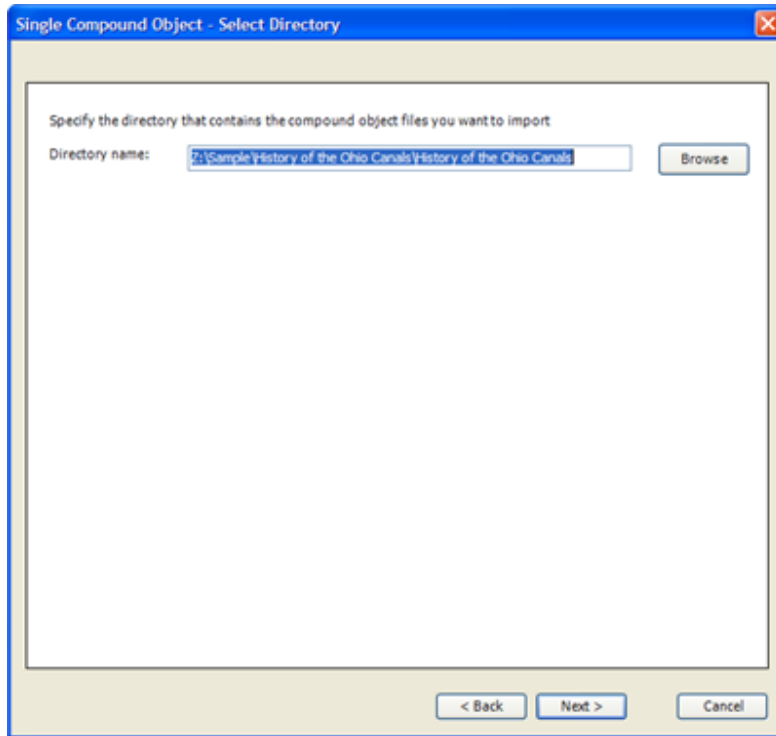 Single Compound Object - Select Directory
Specify the directory that contains the compound object files you want to import
Directory name: Z:\Sample\History of the Ohio Canals\History of the Ohio Canals Browse
< Back Next > Cancel